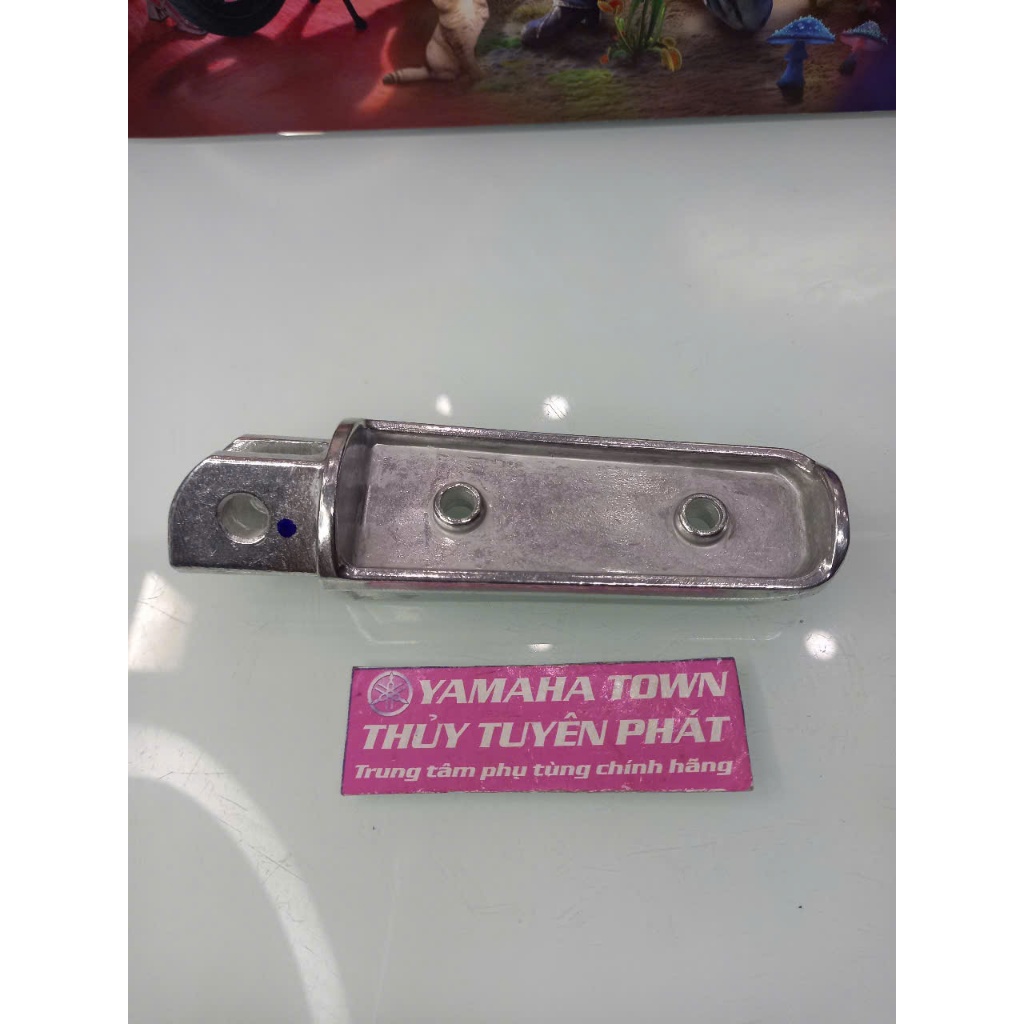 YAMAHA TOWN
THỦY TUYÊN PHÁT
Trung tâm phụ tùng chính hãng